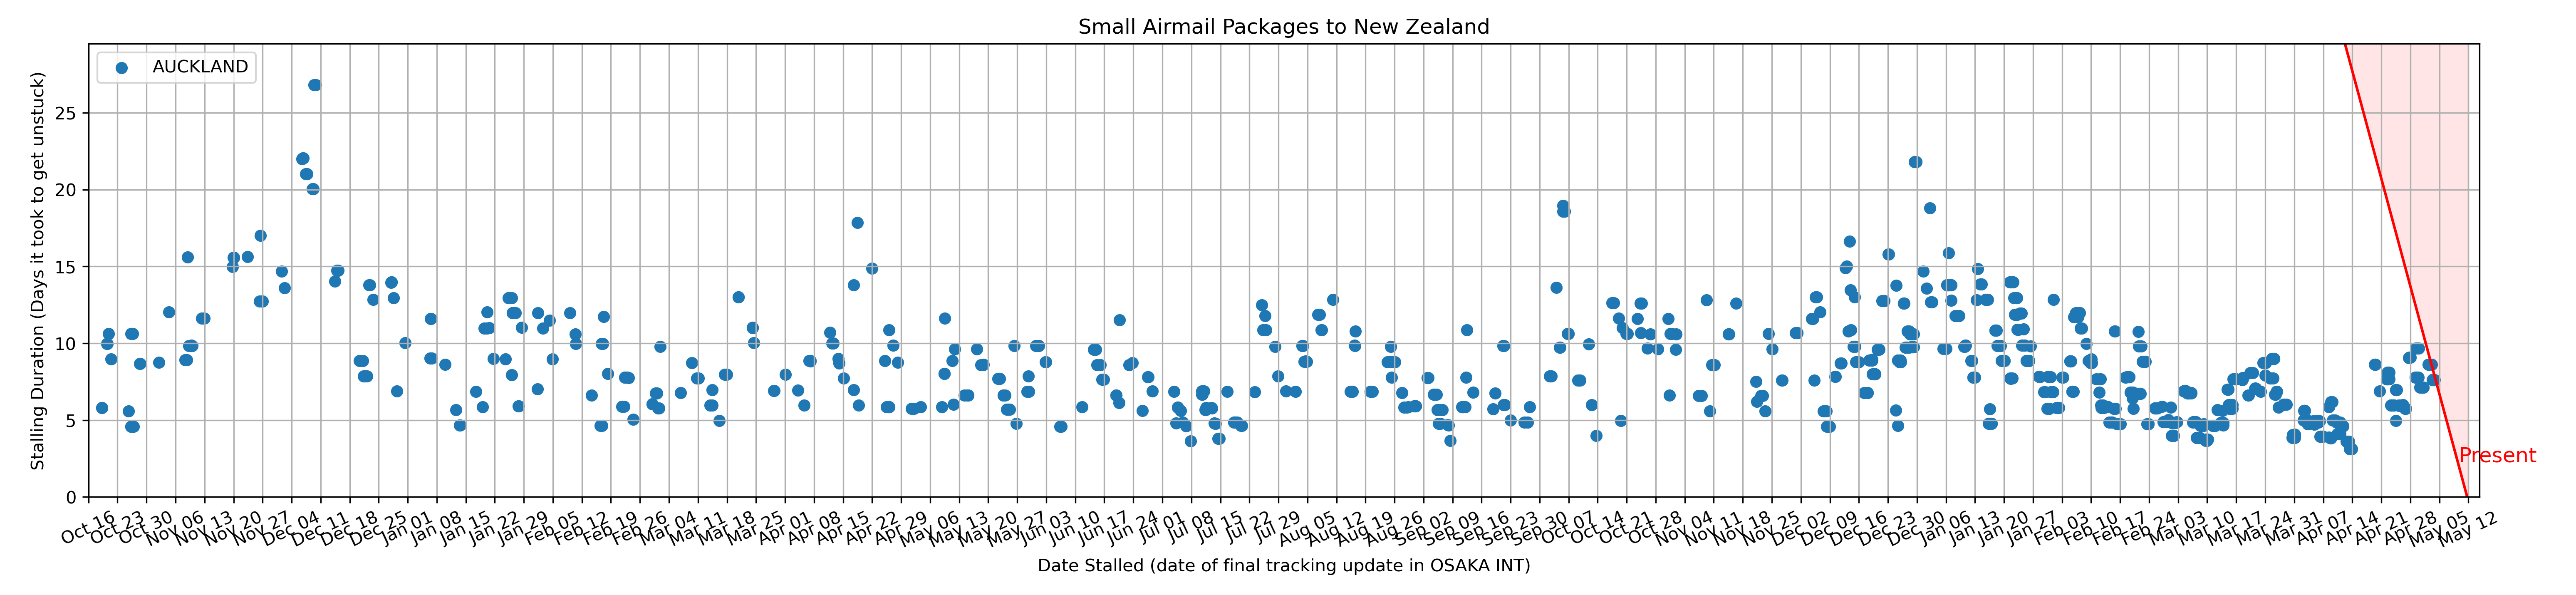 Small Airmail Packages to New Zealand
AUCKLAND
Stalling Duration (Days it took to get unstuck)
25
20
15
10
5
0
Present
Oct 16 Oct 23 Oct 30 Nov 06 Nov 13 Nov 20 Nov 27 Dec 04 Dec 11 Dec 18 Dec 25 Jan 01 Jan 08 Jan 15 Jan 22 Jan 29 Feb 05 Feb 12 Feb 19 Feb 26 Mar 04 Mar 11 Mar 18 Mar 25 Apr 01 Apr 08 Apr 15 Apr 22 Apr 29 May 06 May 13 May 20 May 27 Jun 03 Jun 10 Jun 17 Jun 24 Jul 01 Jul 08 Jul 15 Jul 22 Jul 29 Aug 05 Aug 12 Aug 19 Aug 26 Sep 02 Sep 09 Sep 16 Sep 23 Sep 30 Oct 07 Oct 14 Oct 21 Oct 28 Nov 04 Nov 11 Nov 18 Nov 25 Dec 02 Dec 09 Dec 16 Dec 23 Dec 30 Jan 06 Jan 13 Jan 20 Jan 27 Feb 03 Feb 10 Feb 17 Feb 24 Mar 03 Mar 10 Mar 17 Mar 24 Mar 31 Apr 07 Apr 14 Apr 21 Apr 28 May 05 May 12
Date Stalled (date of final tracking update in OSAKA INT)